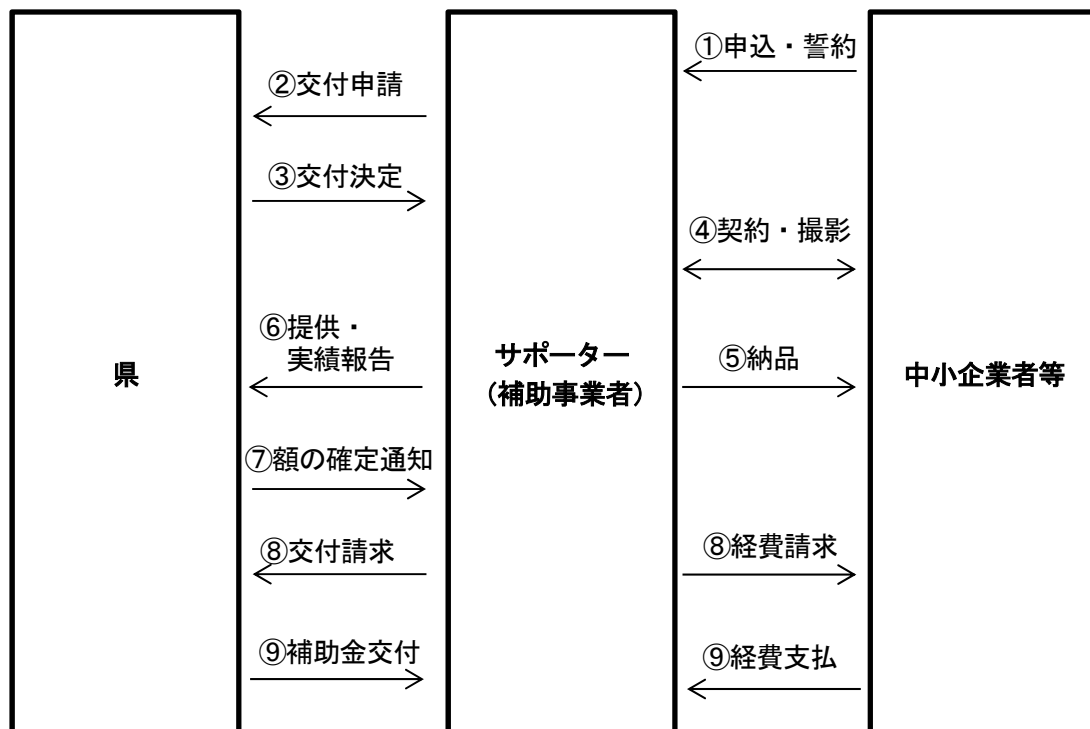 ①申込・誓約
②交付申請
③交付決定
④契約・撮影
⑥提供・
実績報告
県
サポーター
（補助事業者）
⑤納品
中小企業者等
⑦額の確定通知
⑧交付請求
⑧経費請求
⑨補助金交付
⑨経費支払